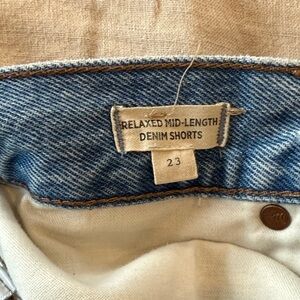 RELAXED MID-LENGTH
DENIM SHORTS
23